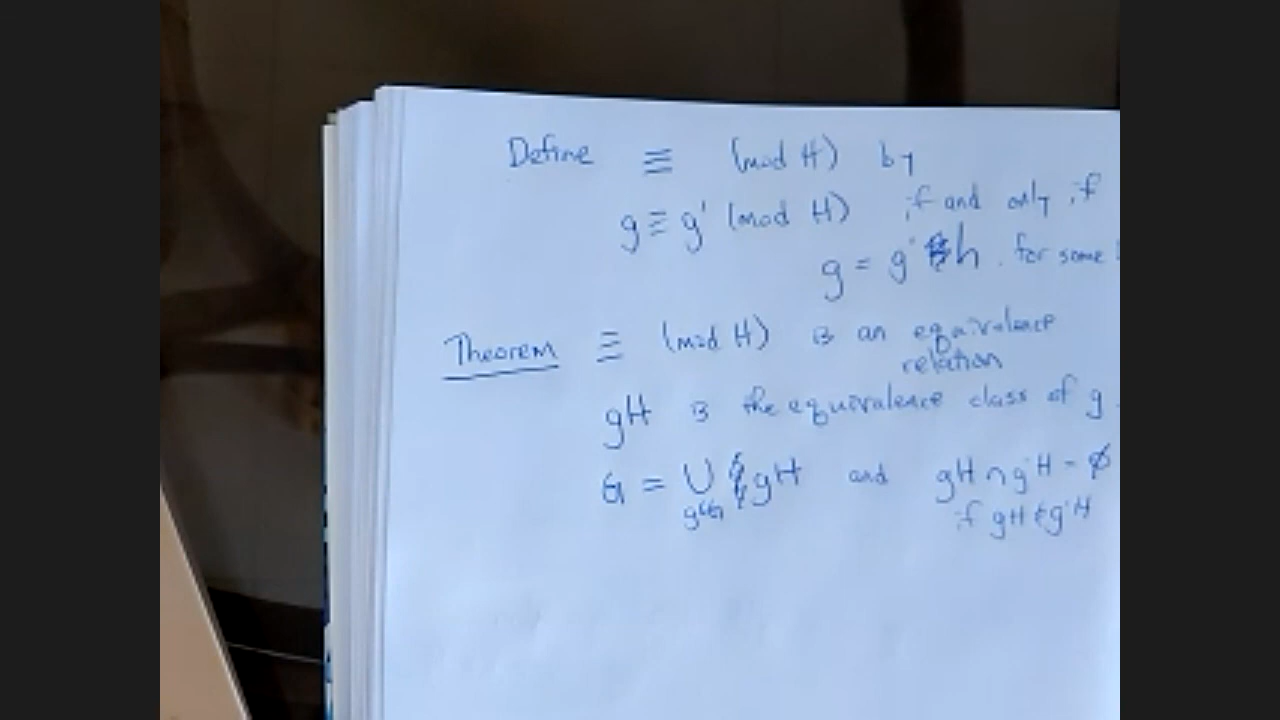 Define ≡ (mod H) by
g ≡ g' (mod H) if and only if
g = g' h . for some
Theorem ≡ (mod H) is an equivalence
relation
gH is the equivalence class of g.
G = ∪ gH and gH ∩ g'H = ∅
g∈G if gH ≠ g'H